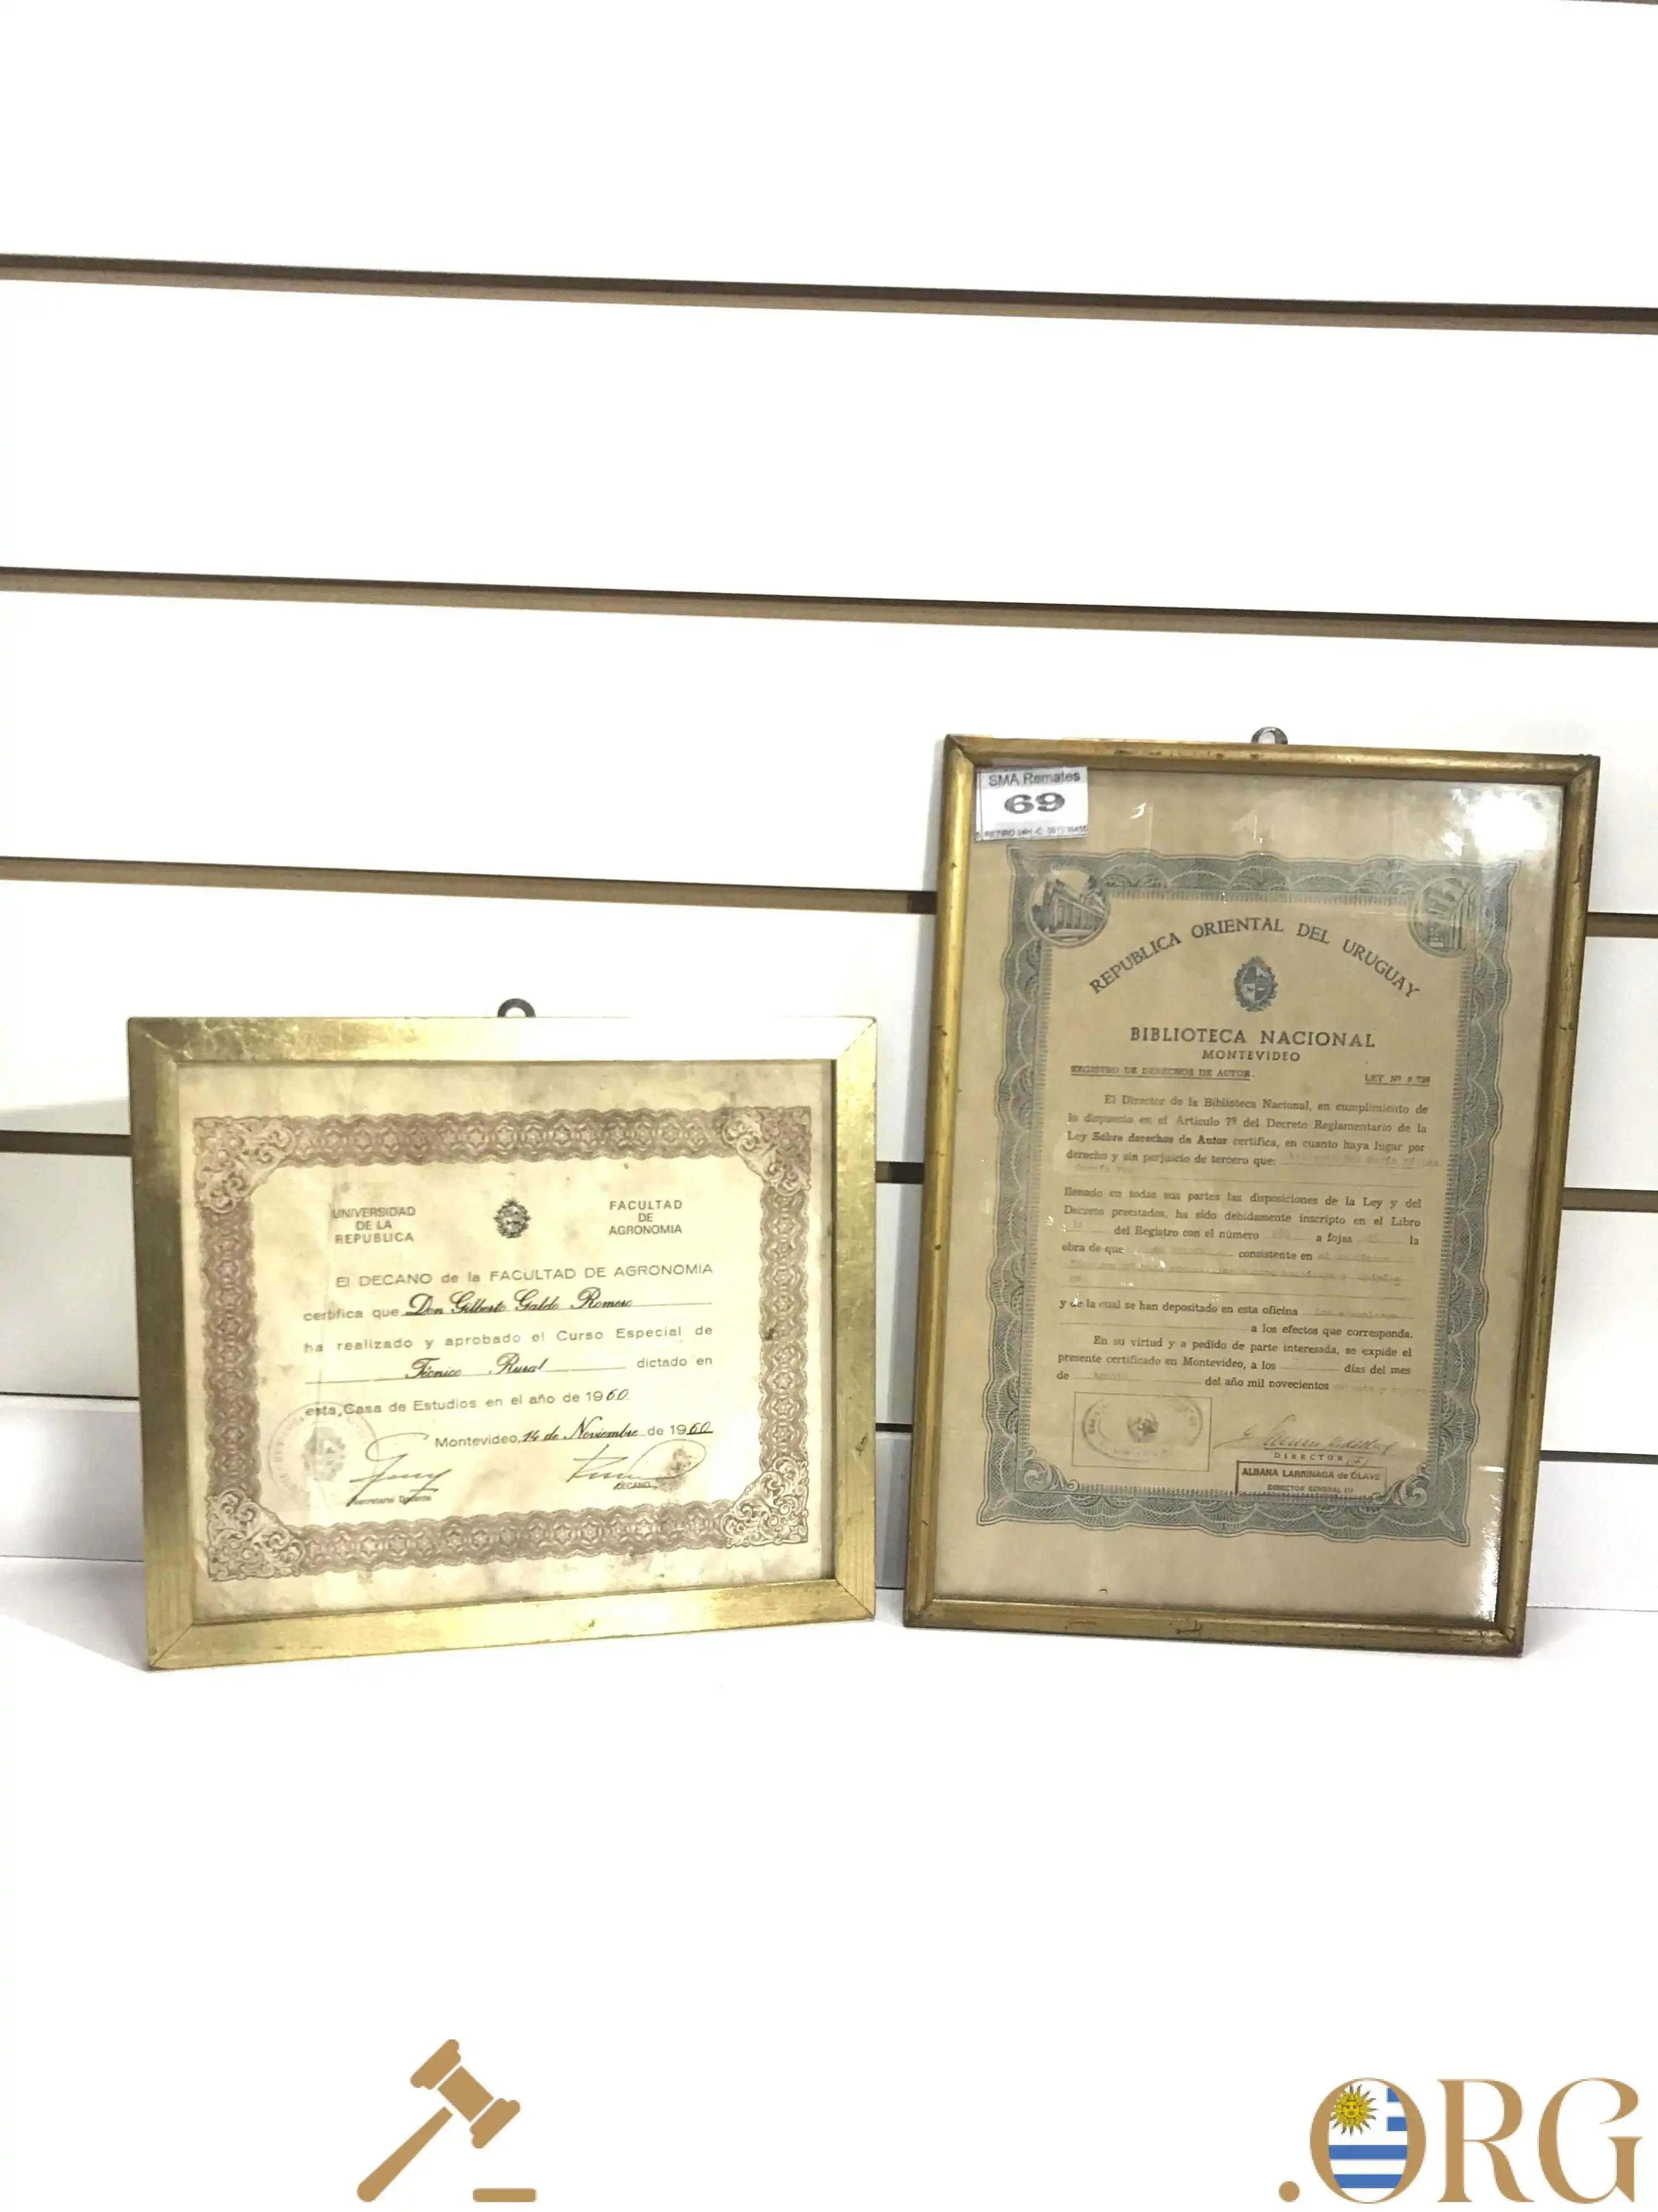 UNIVERSIDAD
DE LA
REPUBLICA
FACULTAD
DE
AGRONOMIA
El DECANO de la FACULTAD DE AGRONOMIA
certifica que Don Gilberto Galdo Romero
ha realizado y aprobado el Curso Especial de
Técnico Rural dictado en
esta, Casa de Estudios en el año de 1960
Montevideo, 14 de Noviembre de 1960
Secretario Docente
DECANO
SMA Remates
69
REPUBLICA ORIENTAL DEL URUGUAY
BIBLIOTECA NACIONAL
MONTEVIDEO
REGISTRO DE DERECHOS DE AUTOR
LEY Nº 9 739
El Director de la Biblioteca Nacional, en cumplimiento de
lo dispuesto en el Artículo 7º del Decreto Reglamentario de la
Ley Sobre derechos de Autor certifica, en cuanto haya lugar por
derecho y sin perjuicio de tercero que:
llenado en todas sus partes las disposiciones de la Ley y del
Decreto precitados, ha sido debidamente inscripto en el Libro
del Registro con el número a fojas la
obra de que consistente en
y de la cual se han depositado en esta oficina
a los efectos que corresponda.
En su virtud y a pedido de parte interesada, se expide el
presente certificado en Montevideo, a los días del mes
de del año mil novecientos
DIRECTOR
ALBANA LARRINAGA de OLAVE
DIRECTOR GENERAL
.ORG